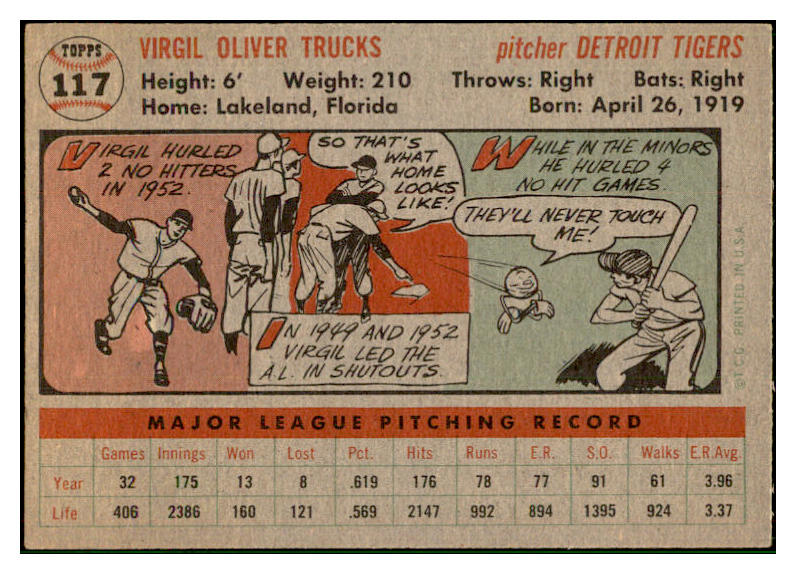 TOPPS
117
VIRGIL OLIVER TRUCKS pitcher DETROIT TIGERS
Height: 6' Weight: 210 Throws: Right Bats: Right
Home: Lakeland, Florida Born: April 26, 1919
VIRGIL HURLED
2 NO HITTERS
IN 1952.
SO THAT'S
WHAT
HOME
LOOKS
LIKE!
IN 1949 AND 1952
VIRGIL LED THE
A.L. IN SHUTOUTS.
WHILE IN THE MINORS
HE HURLED 4
NO HIT GAMES.
THEY'LL NEVER TOUCH
ME!
© T.C.G. PRINTED IN U.S.A.
MAJOR LEAGUE PITCHING RECORD
Games Innings Won Lost Pct. Hits Runs E.R. S.O. Walks E.R.Avg.
Year 32 175 13 8 .619 176 78 77 91 61 3.96
Life 406 2386 160 121 .569 2147 992 894 1395 924 3.37